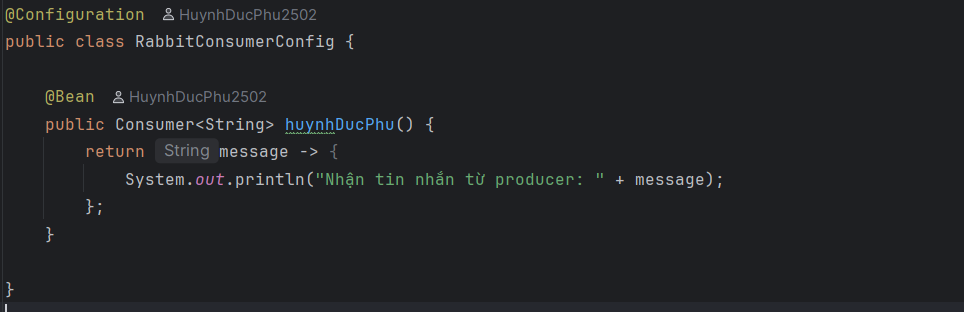 @Configuration HuynhDucPhu2502
public class RabbitConsumerConfig {
@Bean HuynhDucPhu2502
public Consumer<String> huynhDucPhu() {
return String message -> {
System.out.println("Nhận tin nhắn từ producer: " + message);
};
}
}